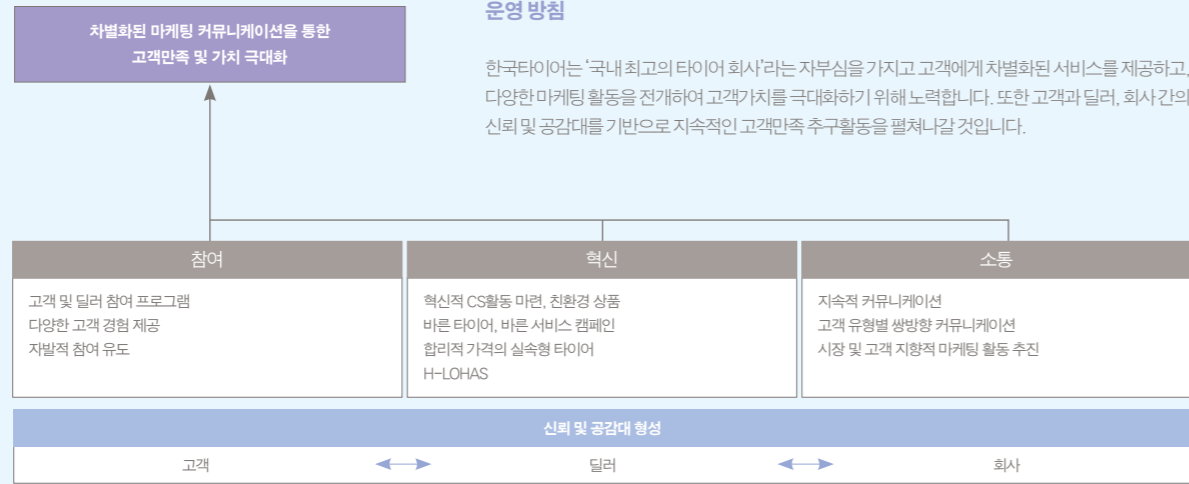 차별화된 마케팅 커뮤니케이션을 통한
고객만족 및 가치 극대화
운영 방침
한국타이어는 ‘국내 최고의 타이어 회사’라는 자부심을 가지고 고객에게 차별화된 서비스를 제공하고,
다양한 마케팅 활동을 전개하여 고객가치를 극대화하기 위해 노력합니다. 또한 고객과 딜러, 회사 간의
신뢰 및 공감대를 기반으로 지속적인 고객만족 추구활동을 펼쳐나갈 것입니다.
참여
고객 및 딜러 참여 프로그램
다양한 고객 경험 제공
자발적 참여 유도
혁신
혁신적 CS활동 마련, 친환경 상품
바른 타이어, 바른 서비스 캠페인
합리적 가격의 실속형 타이어
H-LOHAS
소통
지속적 커뮤니케이션
고객 유형별 쌍방향 커뮤니케이션
시장 및 고객 지향적 마케팅 활동 추진
신뢰 및 공감대 형성
고객 딜러 회사